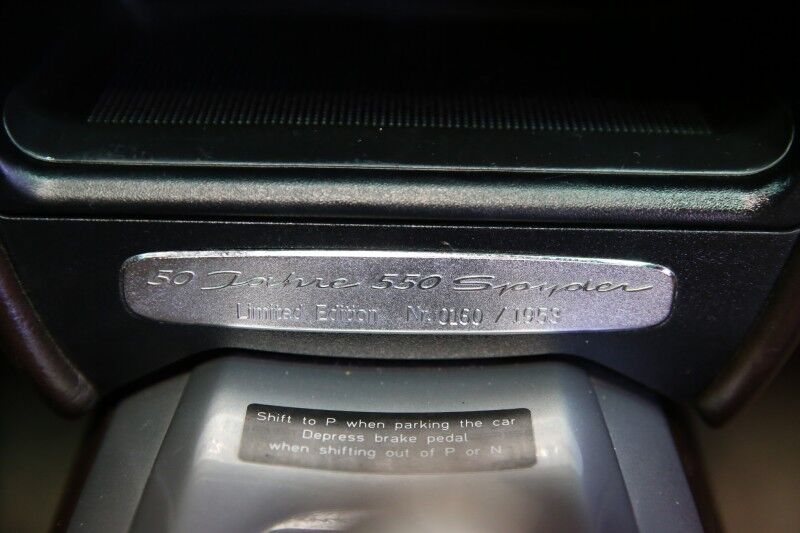 50 Jahre 550 Spyder
Limited Edition Nr. 0160 / 1953
Shift to P when parking the car
Depress brake pedal
when shifting out of P or N